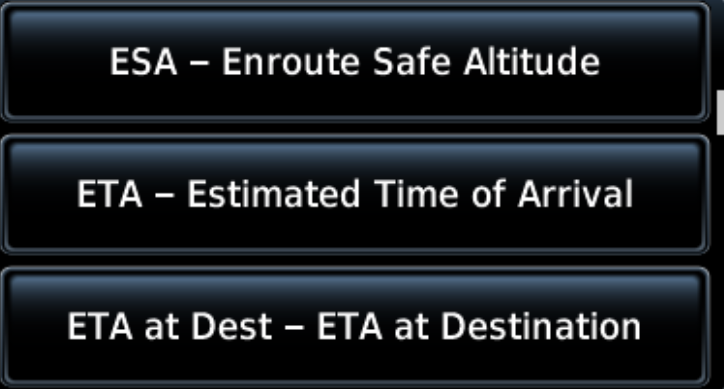 ESA – Enroute Safe Altitude
ETA – Estimated Time of Arrival
ETA at Dest – ETA at Destination